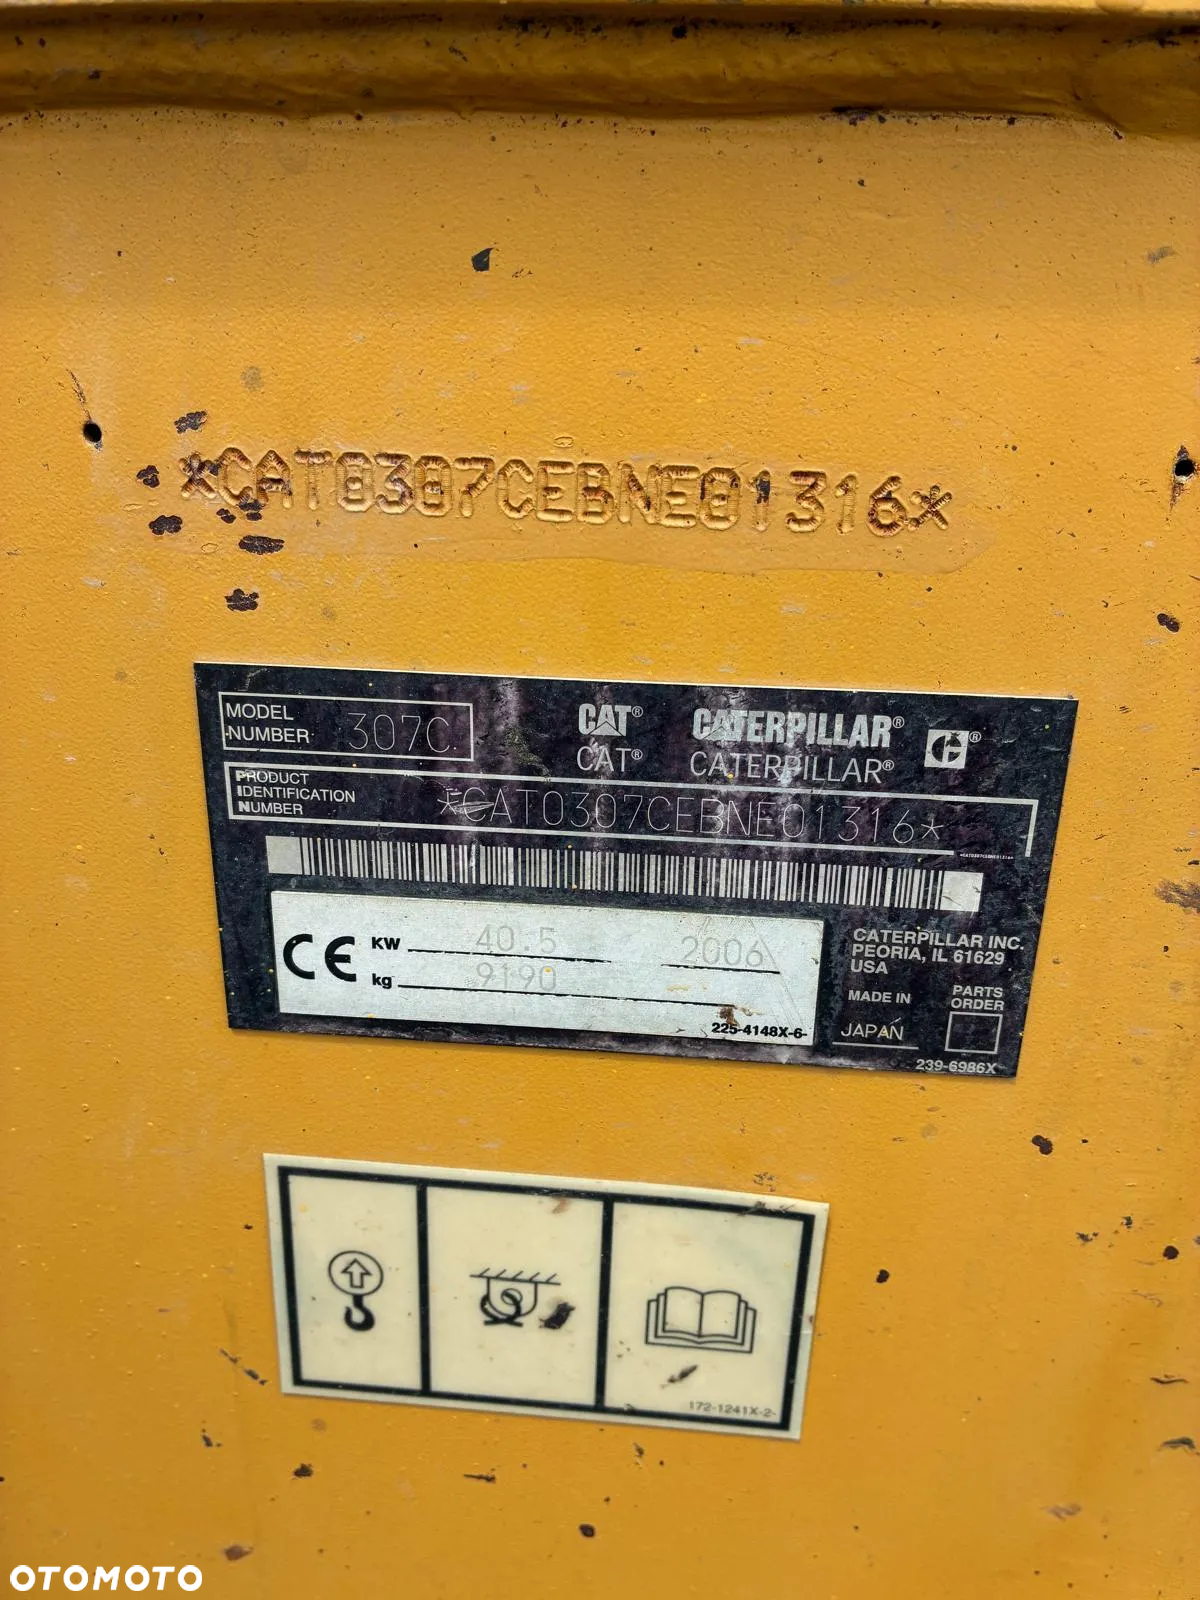 *CAT0307CEBNE01316*
MODEL NUMBER 307C
CAT® CATERPILLAR® G®
CAT® CATERPILLAR®
PRODUCT IDENTIFICATION NUMBER *CAT0307CEBNE01316*
*CAT0307CEBNE01316*
CE KW 40.5 2006
kg 9190
225-4148X-6-
CATERPILLAR INC.
PEORIA, IL 61629
USA
MADE IN JAPAN
PARTS ORDER
239-6986X
172-1241X-2-
OTOMOTO